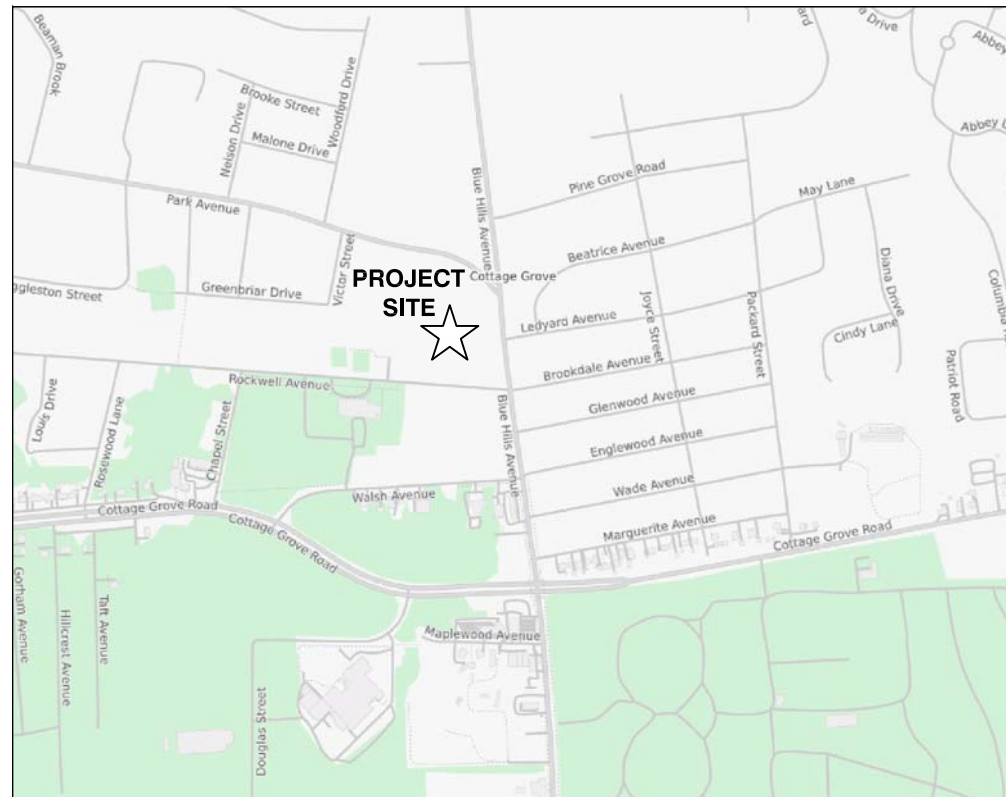 Beaman Brook
Brooke Street
Woodford Drive
Nelson Drive
Malone Drive
Park Avenue
Blue Hills Avenue
a Drive
Abbey
Abbey
Pine Grove Road
May Lane
Beatrice Avenue
Diana Drive
Victor Street
PROJECT
SITE
Cottage Grove
Greenbriar Drive
ggleston Street
Joyce Street
Packard Street
Ledyard Avenue
Cindy Lane
Patriot Road
Brookdale Avenue
Rockwell Avenue
Louis Drive
Rosewood Lane
Chapel Street
Blue Hills Avenue
Glenwood Avenue
Englewood Avenue
Wade Avenue
Walsh Avenue
Marguerite Avenue
Cottage Grove Road
Cottage Grove Road
Cottage Grove Road
Gorham Avenue
Hillcrest Avenue
Taft Avenue
Maplewood Avenue
Douglas Street